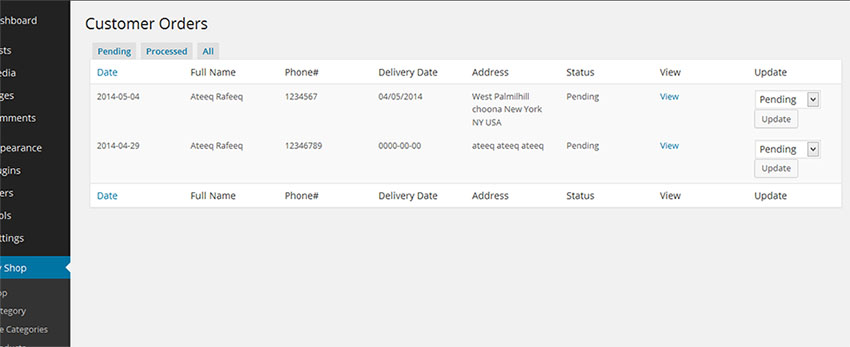 shboard
sts
edia
ges
mments
pearance
ugins
ers
ols
ttings
y Shop
op
tegory
e Categories
Customer Orders
Pending Processed All
Date Full Name Phone# Delivery Date Address Status View Update
2014-05-04 Ateeq Rafeeq 1234567 04/05/2014 West Palmilhill Pending View Pending
choona New York
NY USA
Update
2014-04-29 Ateeq Rafeeq 12346789 0000-00-00 ateeq ateeq ateeq Pending View Pending
Update
Date Full Name Phone# Delivery Date Address Status View Update